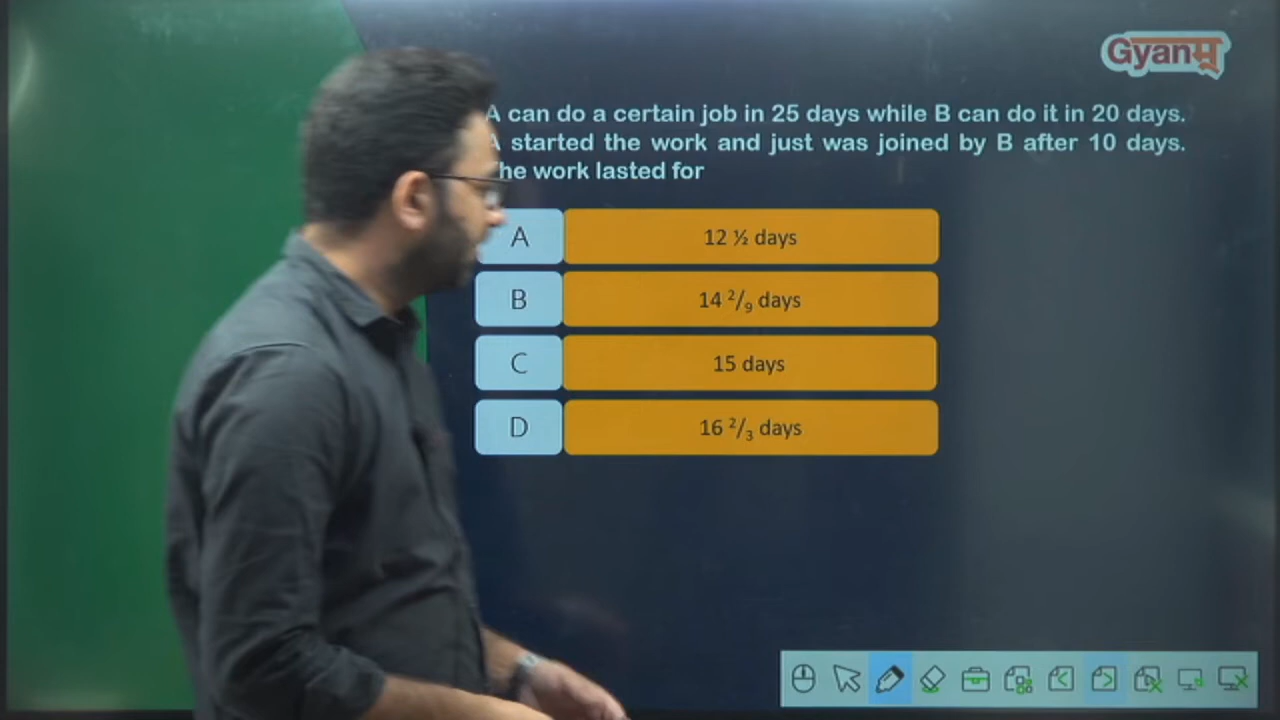 Gyanभू
A can do a certain job in 25 days while B can do it in 20 days.
A started the work and just was joined by B after 10 days.
he work lasted for
A 12 ½ days
B 14 ²/₉ days
C 15 days
D 16 ²/₃ days